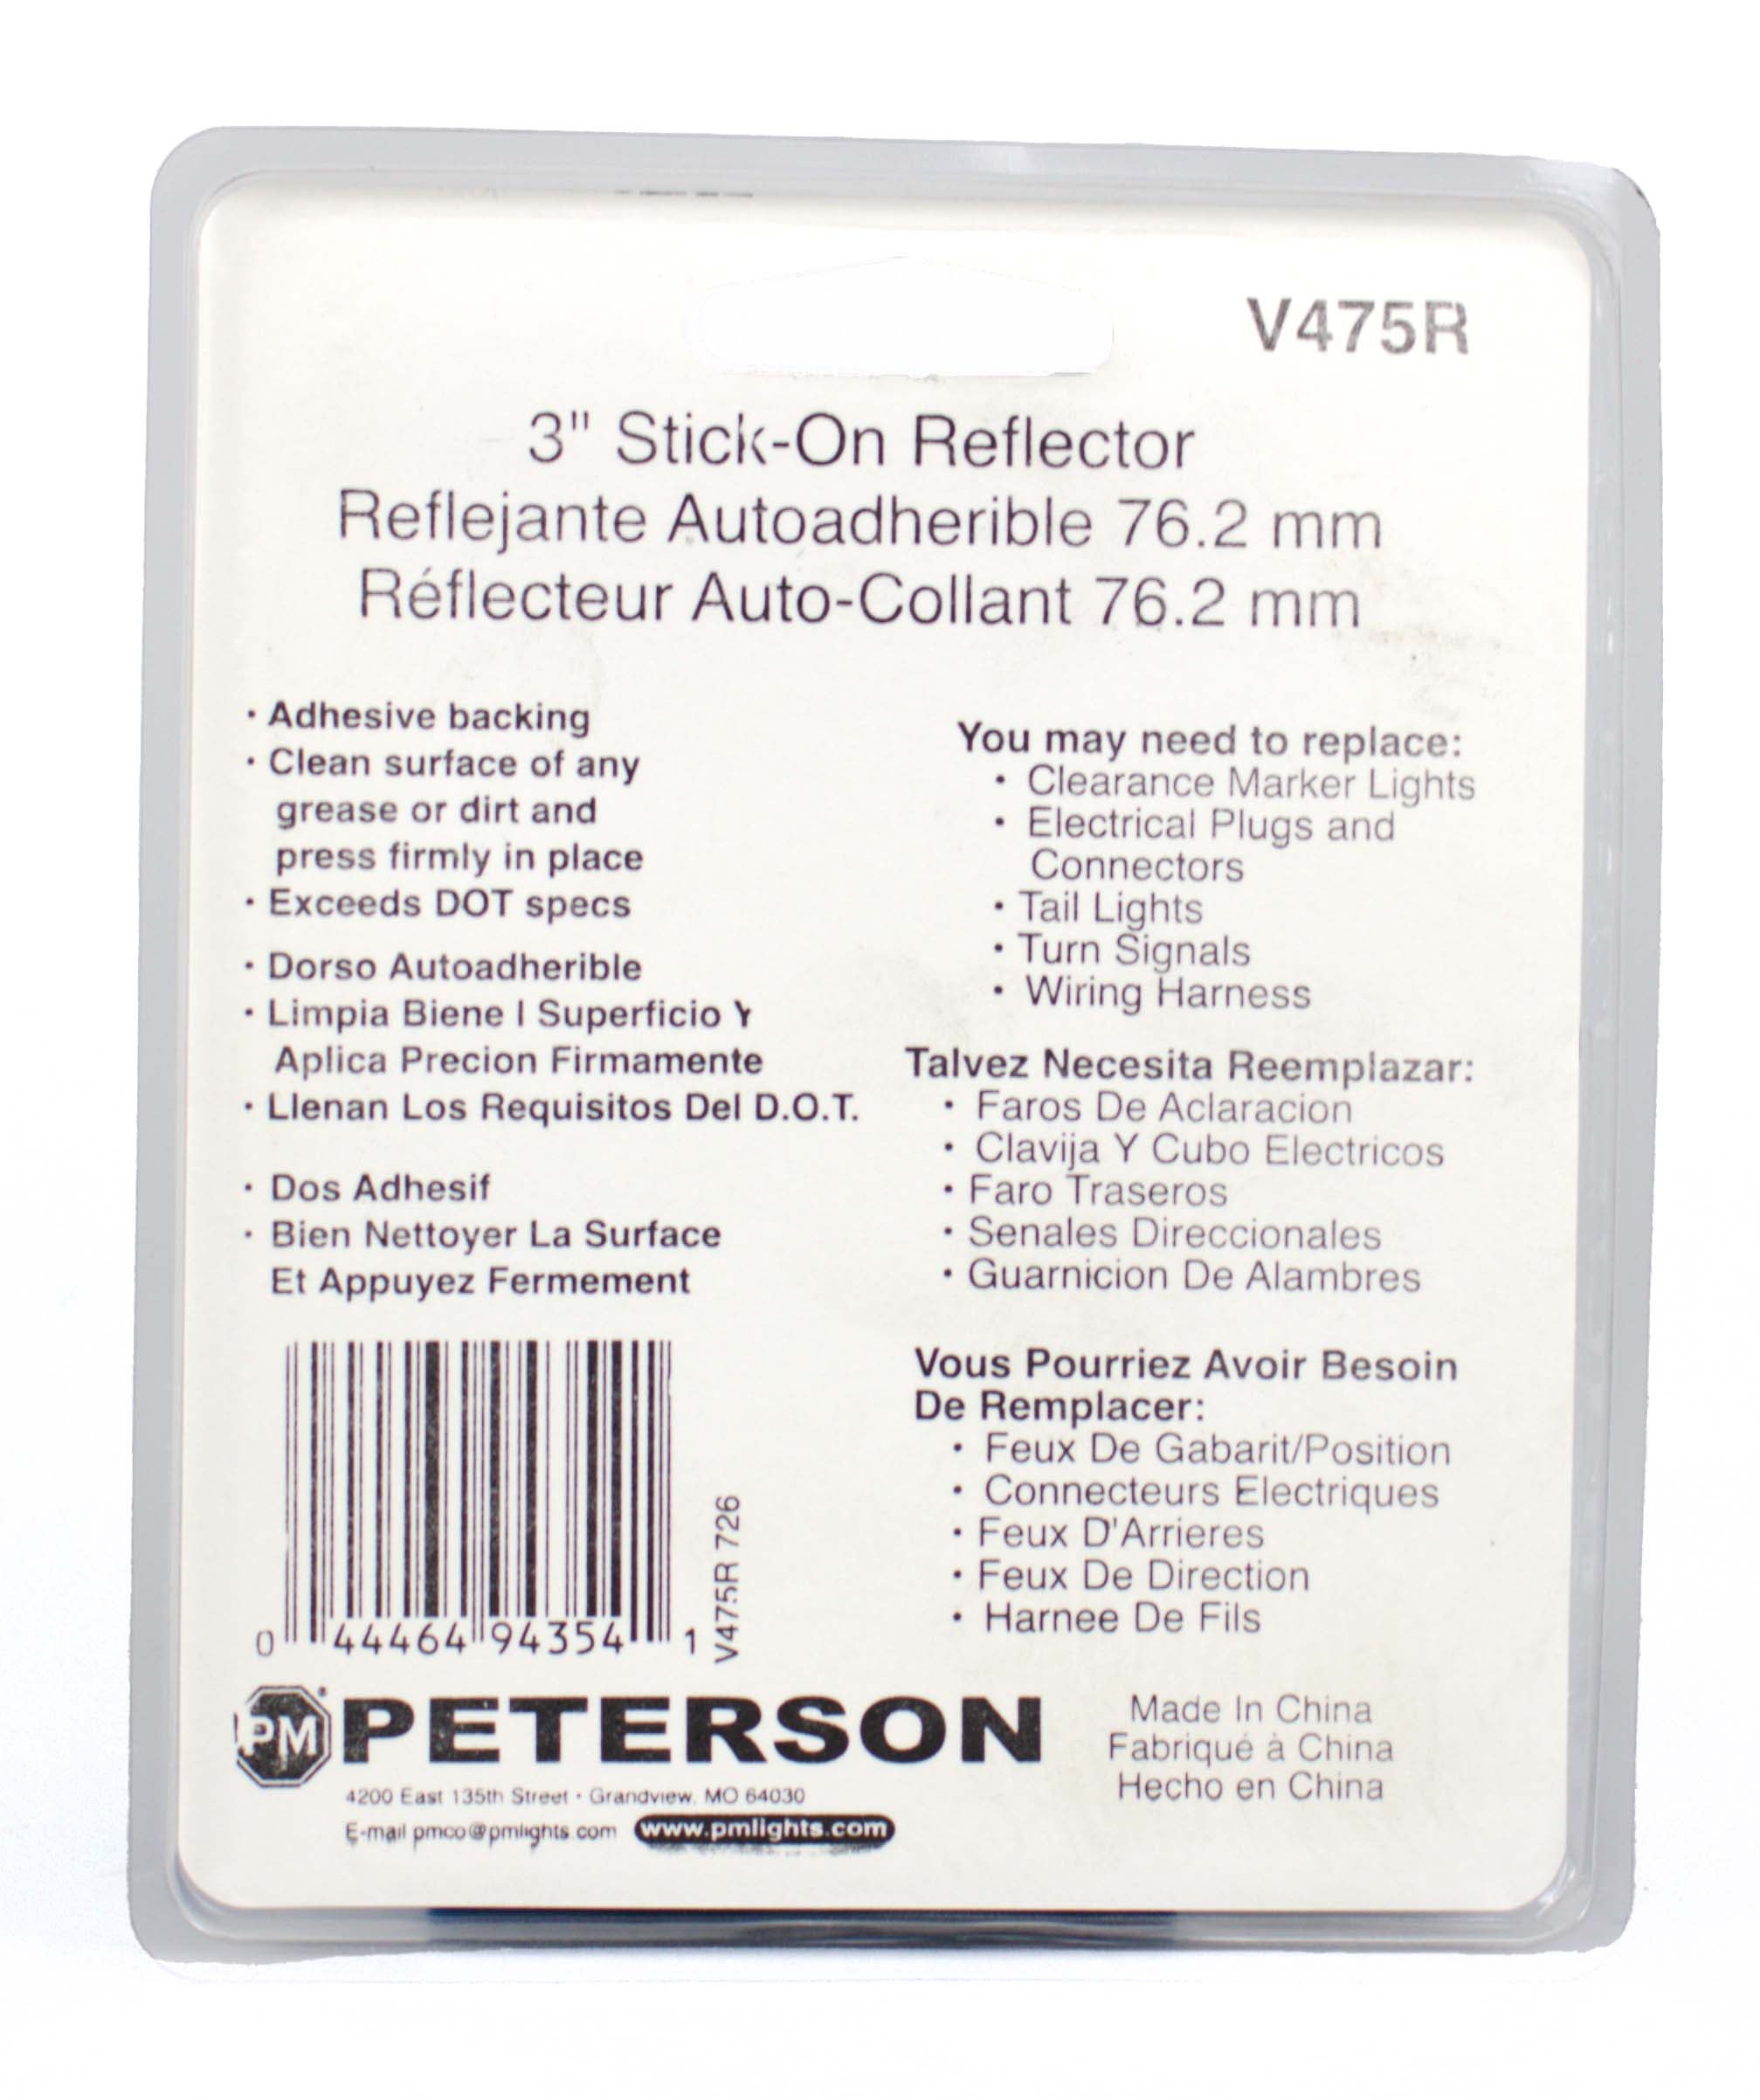 V475R
3" Stick-On Reflector
Reflejante Autoadherible 76.2 mm
Réflecteur Auto-Collant 76.2 mm
· Adhesive backing
· Clean surface of any
grease or dirt and
press firmly in place
· Exceeds DOT specs
· Dorso Autoadherible
· Limpia Biene l Superficio Y
Aplica Precion Firmamente
· Llenan Los Requisitos Del D.O.T.
· Dos Adhesif
· Bien Nettoyer La Surface
Et Appuyez Fermement
You may need to replace:
· Clearance Marker Lights
· Electrical Plugs and
Connectors
· Tail Lights
· Turn Signals
· Wiring Harness
Talvez Necesita Reemplazar:
· Faros De Aclaracion
· Clavija Y Cubo Electricos
· Faro Traseros
· Senales Direccionales
· Guarnicion De Alambres
Vous Pourriez Avoir Besoin
De Remplacer:
· Feux De Gabarit/Position
· Connecteurs Electriques
· Feux D'Arrieres
· Feux De Direction
· Harnee De Fils
0 44464 94354 1
V475R 726
PM® PETERSON
4200 East 135th Street · Grandview, MO 64030
E-mail pmco@pmlights.com www.pmlights.com
Made In China
Fabriqué à China
Hecho en China